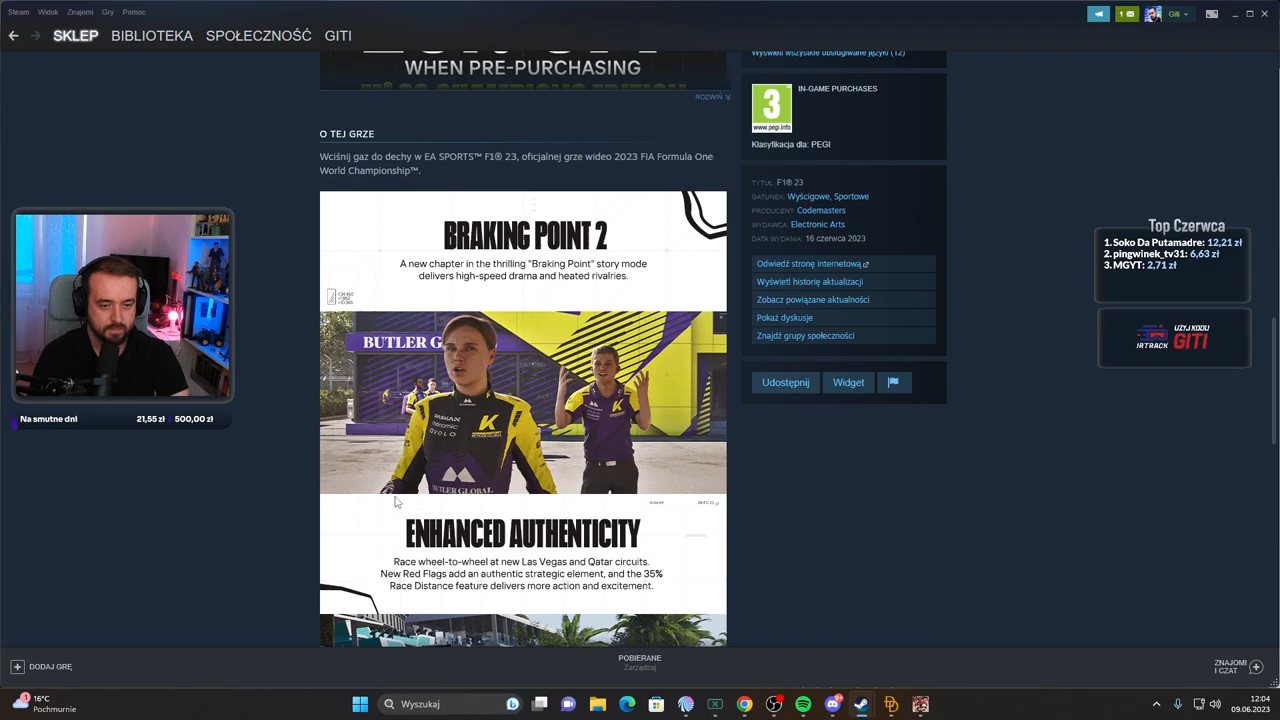 Steam Widok Znajomi Gry Pomoc
1
Giti
SKLEP BIBLIOTEKA SPOŁECZNOŚĆ GITI
WHEN PRE-PURCHASING
ROZWIŃ
Wyświetl wszystkie obsługiwane języki (12)
O TEJ GRZE
Wciśnij gaz do dechy w EA SPORTS™ F1® 23, oficjalnej grze wideo 2023 FIA Formula One
World Championship™.
BRAKING POINT 2
A new chapter in the thrilling "Braking Point" story mode
delivers high-speed drama and heated rivalries.
BUTLER G
BUTLER GLOBAL
ENHANCED AUTHENTICITY
Race wheel-to-wheel at new Las Vegas and Qatar circuits.
New Red Flags add an authentic strategic element, and the 35%
Race Distance feature delivers more action and excitement.
3
www.pegi.info
IN-GAME PURCHASES
Klasyfikacja dla: PEGI
TYTUŁ: F1® 23
GATUNEK: Wyścigowe, Sportowe
PRODUCENT: Codemasters
WYDAWCA: Electronic Arts
DATA WYDANIA: 16 czerwca 2023
Odwiedź stronę internetową
Wyświetl historię aktualizacji
Zobacz powiązane aktualności
Pokaż dyskusje
Znajdź grupy społeczności
Udostępnij Widget
Na smutne dni 21,55 zł 500,00 zł
Top Czerwca
1. Soko Da Putamadre: 12,21 zł
2. pingwinek_tv31: 6,63 zł
3. MGYT: 2,71 zł
IRTRACK
UŻYJ KODU
GITI
DODAJ GRĘ
POBIERANE
Zarządzaj
ZNAJOMI
I CZAT
1
16°C
Pochmurnie
Wyszukaj
12:04
09.06.2023